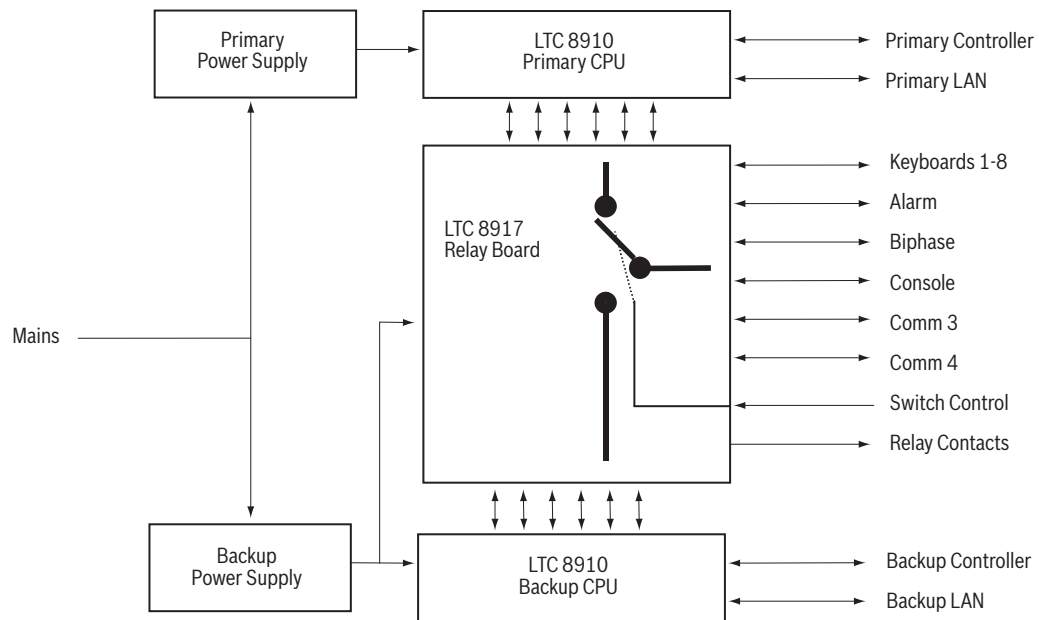 Primary
Power Supply
LTC 8910
Primary CPU
Primary Controller
Primary LAN
LTC 8917
Relay Board
Keyboards 1-8
Alarm
Biphase
Console
Comm 3
Comm 4
Switch Control
Relay Contacts
Mains
Backup
Power Supply
LTC 8910
Backup CPU
Backup Controller
Backup LAN